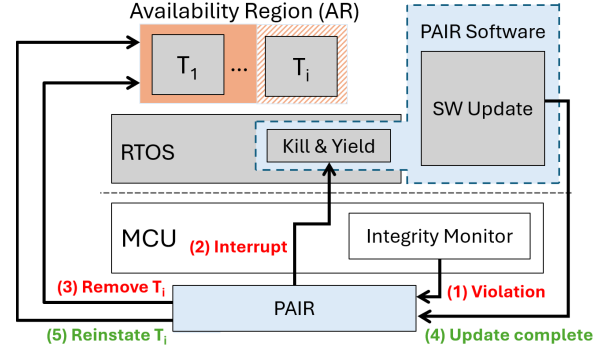 Availability Region (AR)
PAIR Software
T1 ... Ti
SW Update
RTOS
Kill & Yield
MCU
(2) Interrupt
Integrity Monitor
(3) Remove Ti
(1) Violation
PAIR
(5) Reinstate Ti
(4) Update complete